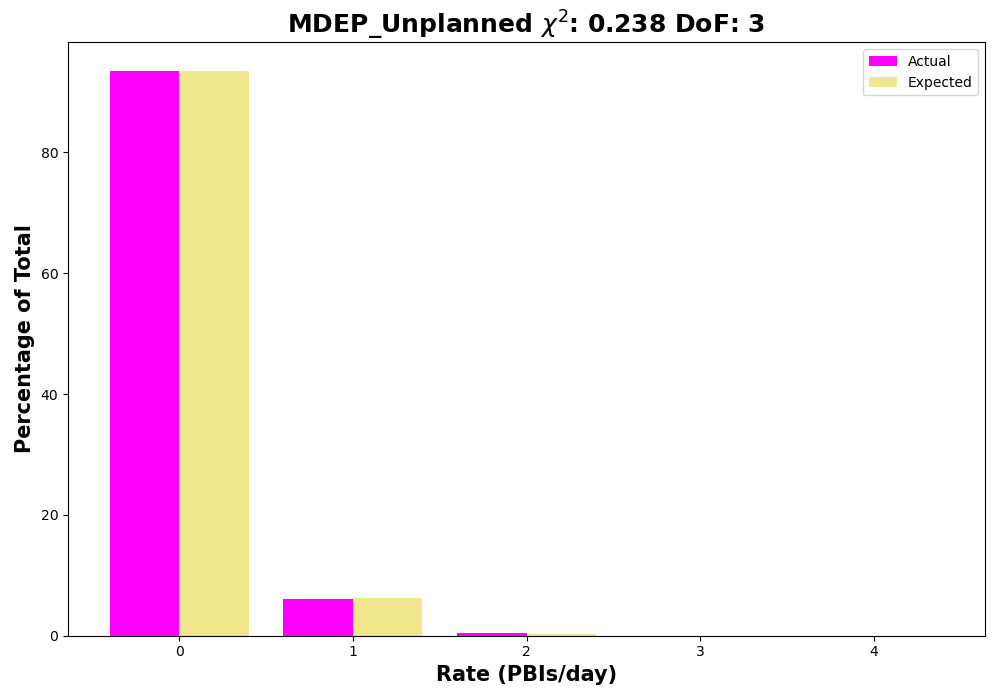 MDEP_Unplanned χ²: 0.238 DoF: 3
Actual
Expected
80
60
40
20
0
Percentage of Total
0 1 2 3 4
Rate (PBIs/day)